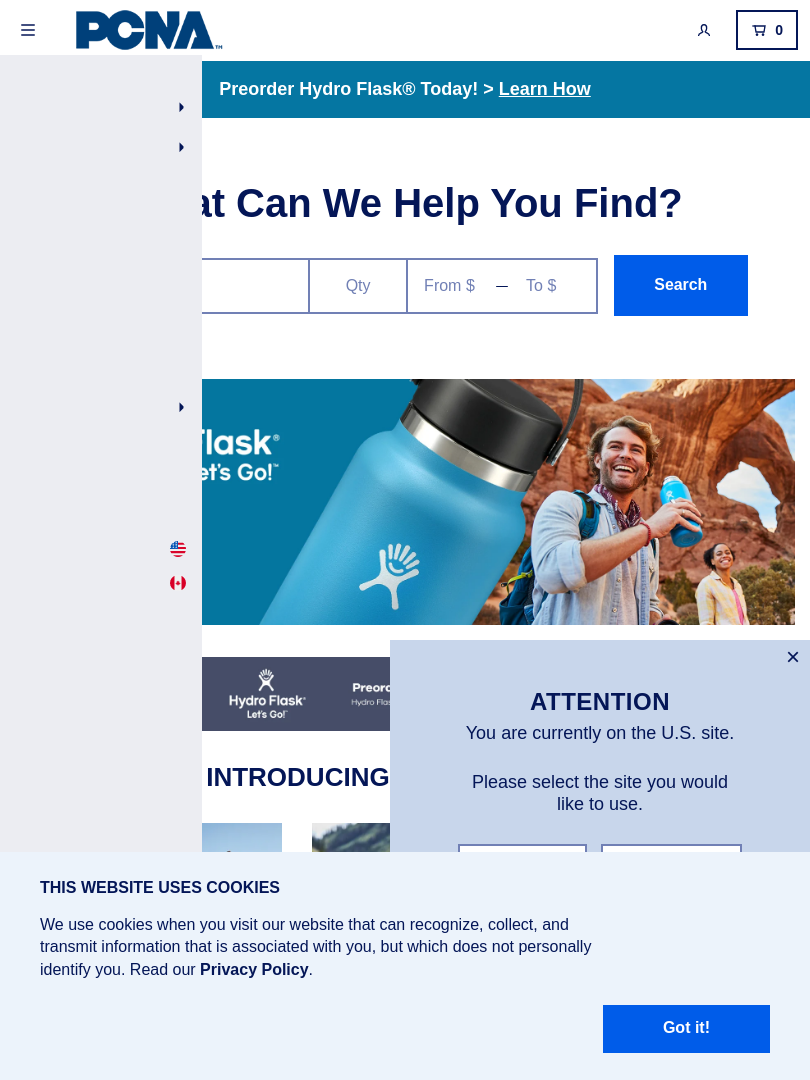 PCNA™
0
Preorder Hydro Flask® Today! > Learn How
at Can We Help You Find?
Qty
From $ — To $
Search
Flask®
Let's Go!™
Hydro Flask®
Let's Go!™
INTRODUCING
ATTENTION
You are currently on the U.S. site.
Please select the site you would
like to use.
THIS WEBSITE USES COOKIES
We use cookies when you visit our website that can recognize, collect, and
transmit information that is associated with you, but which does not personally
identify you. Read our Privacy Policy.
Got it!